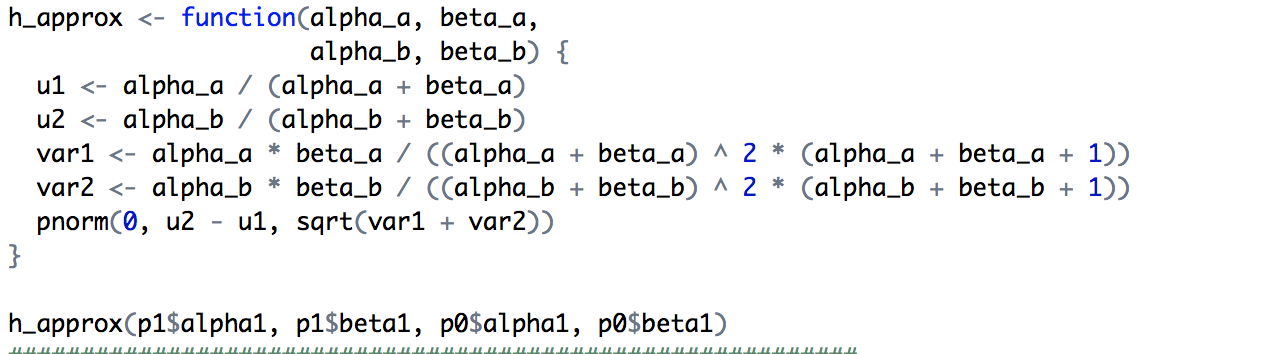 h_approx <- function(alpha_a, beta_a,
                     alpha_b, beta_b) {
  u1 <- alpha_a / (alpha_a + beta_a)
  u2 <- alpha_b / (alpha_b + beta_b)
  var1 <- alpha_a * beta_a / ((alpha_a + beta_a) ^ 2 * (alpha_a + beta_a + 1))
  var2 <- alpha_b * beta_b / ((alpha_b + beta_b) ^ 2 * (alpha_b + beta_b + 1))
  pnorm(0, u2 - u1, sqrt(var1 + var2))
}
h_approx(p1$alpha1, p1$beta1, p0$alpha1, p0$beta1)
###########################################################